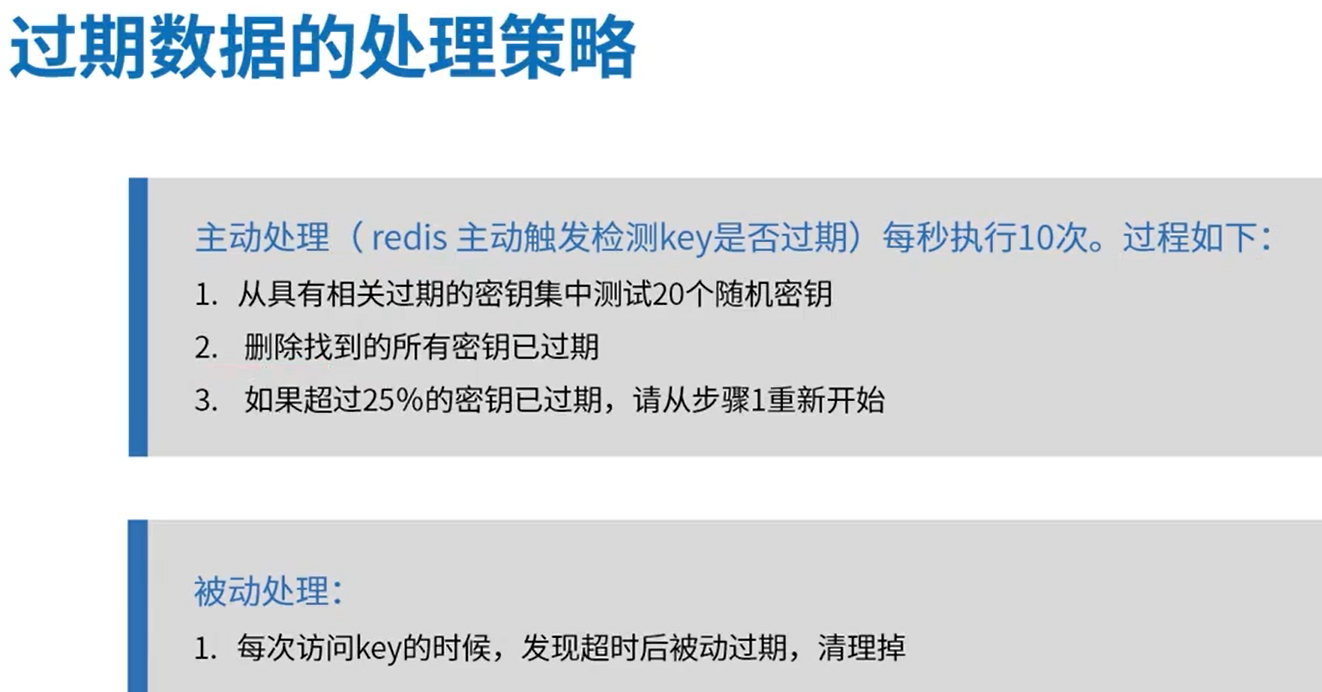 过期数据的处理策略
主动处理（ redis 主动触发检测key是否过期）每秒执行10次。过程如下：
1. 从具有相关过期的密钥集中测试20个随机密钥
2. 删除找到的所有密钥已过期
3. 如果超过25%的密钥已过期，请从步骤1重新开始
被动处理：
1. 每次访问key的时候，发现超时后被动过期，清理掉